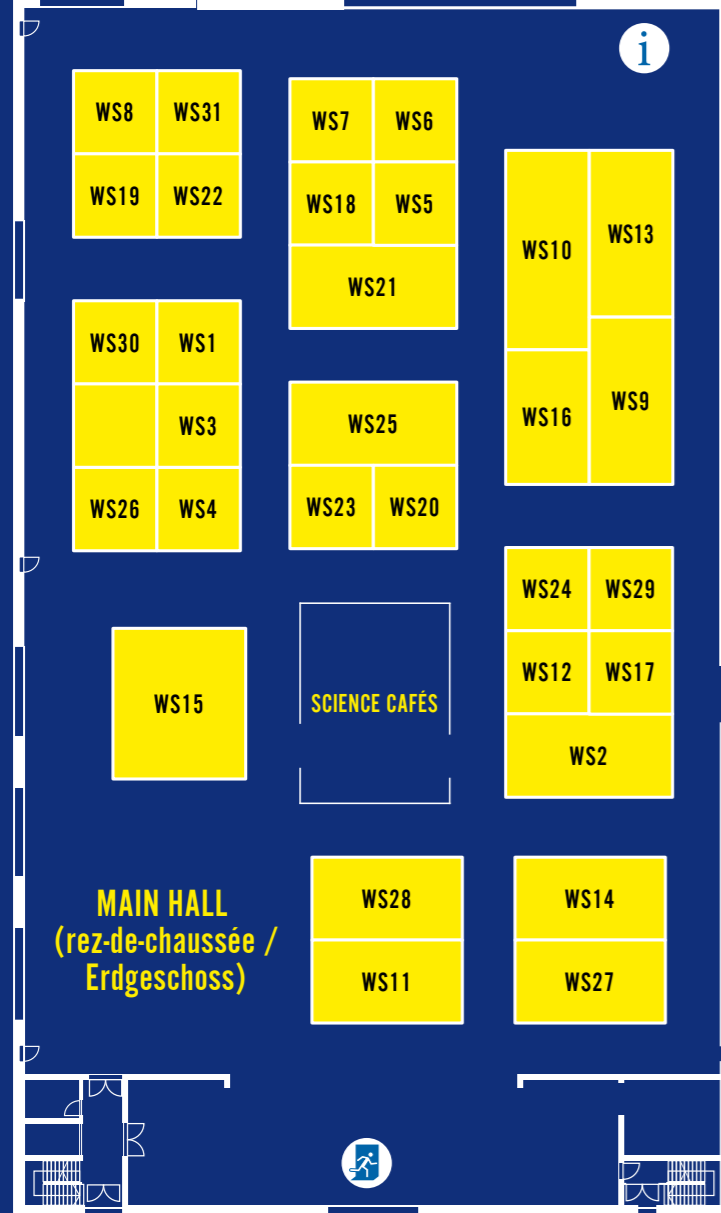 i
WS8 WS31
WS19 WS22
WS7 WS6
WS18 WS5
WS21
WS10 WS13
WS16 WS9
WS30 WS1
WS3
WS26 WS4
WS25
WS23 WS20
WS24 WS29
WS12 WS17
WS2
WS15
SCIENCE CAFÉS
MAIN HALL
(rez-de-chaussée /
Erdgeschoss)
WS28
WS11
WS14
WS27